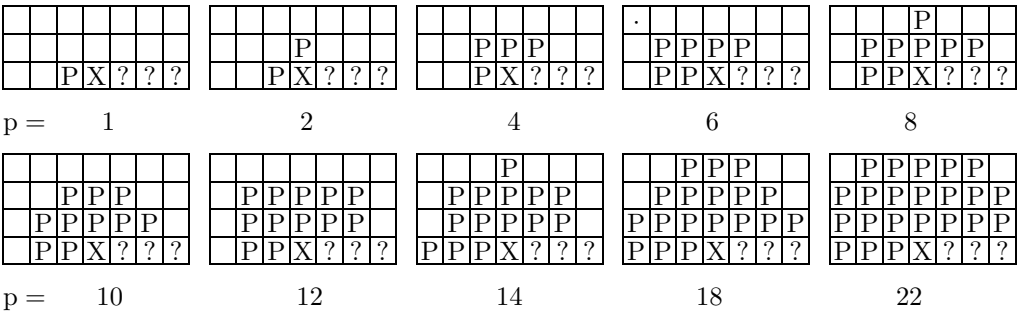 . P
P P P P P P P P P P P P P
P X ? ? ? P X ? ? ? P X ? ? ? P P X ? ? ? P P X ? ? ?
p = 1 2 4 6 8
P P P P P P P P P
P P P P P P P P P P P P P P P P P P P P P P P P P
P P P P P P P P P P P P P P P P P P P P P P P P P P P P P
P P X ? ? ? P P X ? ? ? P P P X ? ? ? P P P X ? ? ? P P P X ? ? ?
p = 10 12 14 18 22